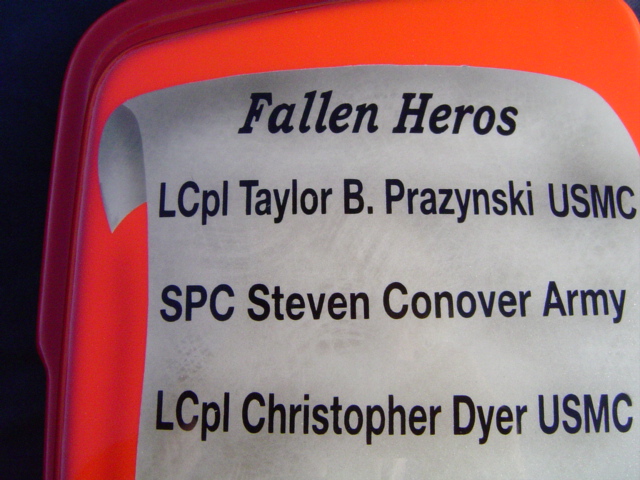 Fallen Heros
LCpl Taylor B. Prazynski USMC
SPC Steven Conover Army
LCpl Christopher Dyer USMC